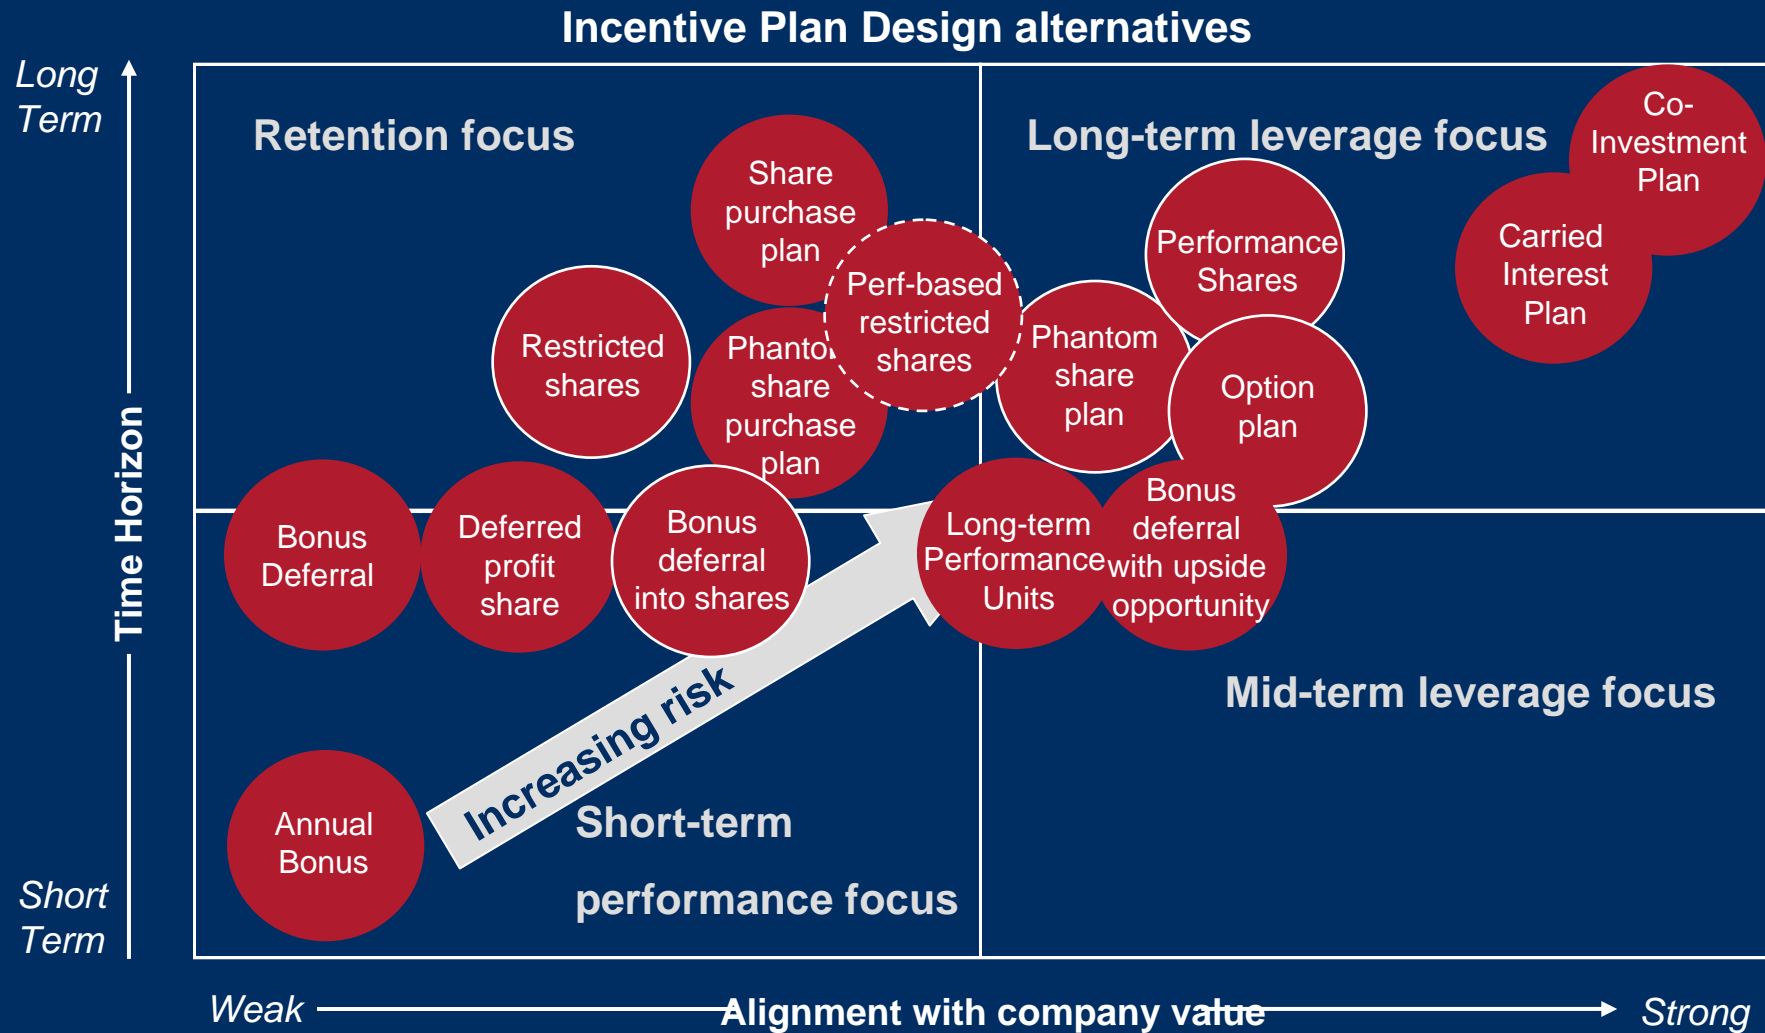 Incentive Plan Design alternatives
Long
Term
Retention focus
Long-term leverage focus
Co-
Investment
Plan
Share
purchase
plan
Performance
Shares
Carried
Interest
Plan
Perf-based
restricted
shares
Restricted
shares
Phantom
share
purchase
plan
Phantom
share
plan
Option
plan
Time Horizon
Bonus
Deferral
Deferred
profit
share
Bonus
deferral
into shares
Long-term
Performance
Units
Bonus
deferral
with upside
opportunity
Increasing risk
Mid-term leverage focus
Annual
Bonus
Short-term
performance focus
Short
Term
Weak
Alignment with company value
Strong